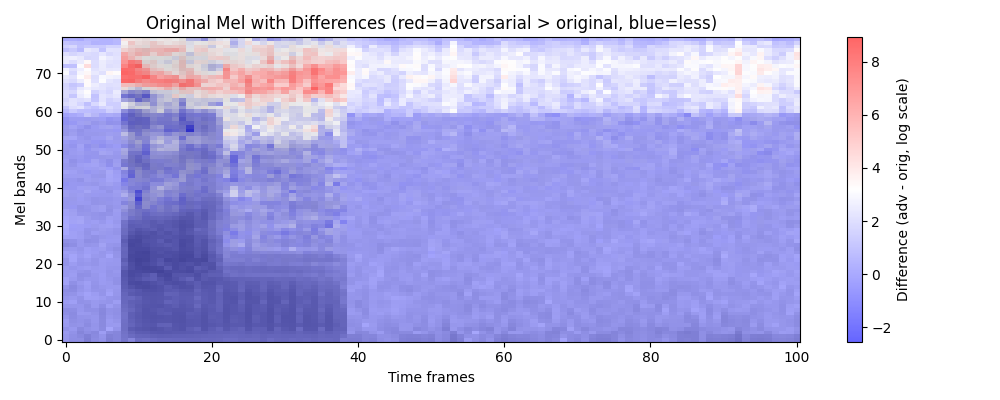 Original Mel with Differences (red=adversarial > original, blue=less)
Mel bands
70
60
50
40
30
20
10
0
0 20 40 60 80 100
Time frames
8
6
4
2
0
−2
Difference (adv - orig, log scale)